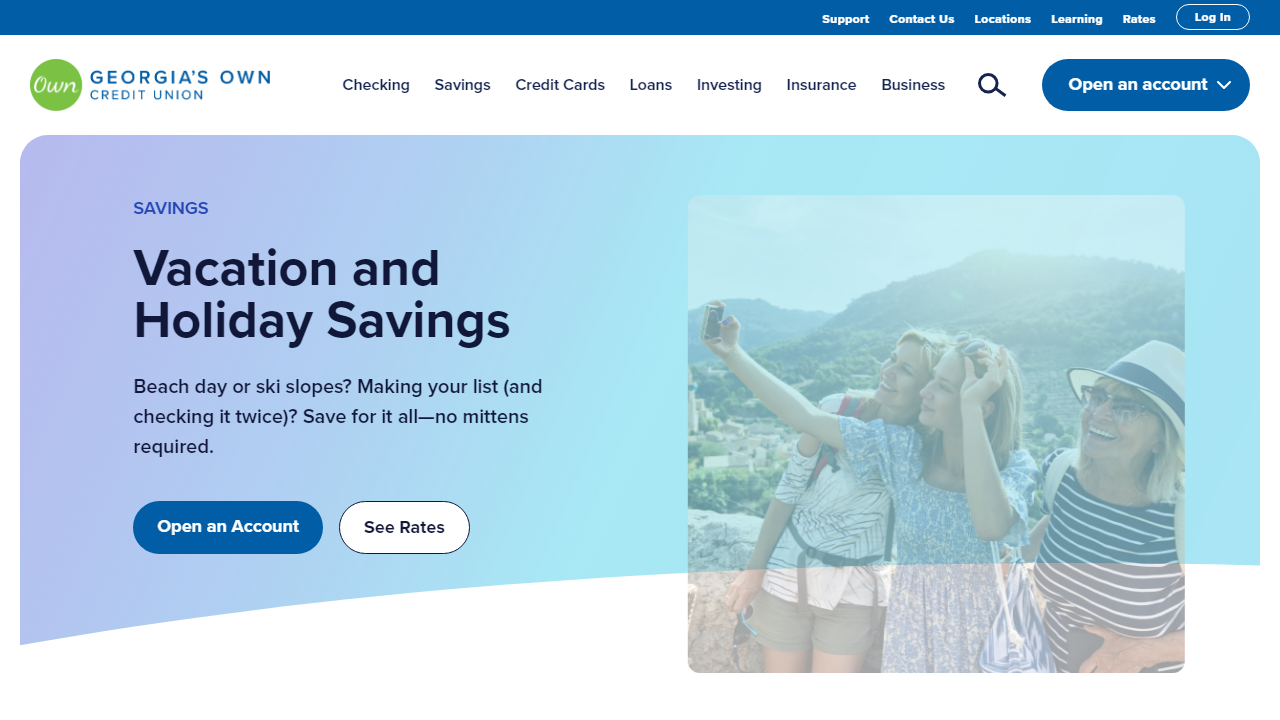 Support Contact Us Locations Learning Rates Log In
Own GEORGIA'S OWN
CREDIT UNION
Checking Savings Credit Cards Loans Investing Insurance Business Open an account
SAVINGS
Vacation and
Holiday Savings
Beach day or ski slopes? Making your list (and
checking it twice)? Save for it all—no mittens
required.
Open an Account See Rates